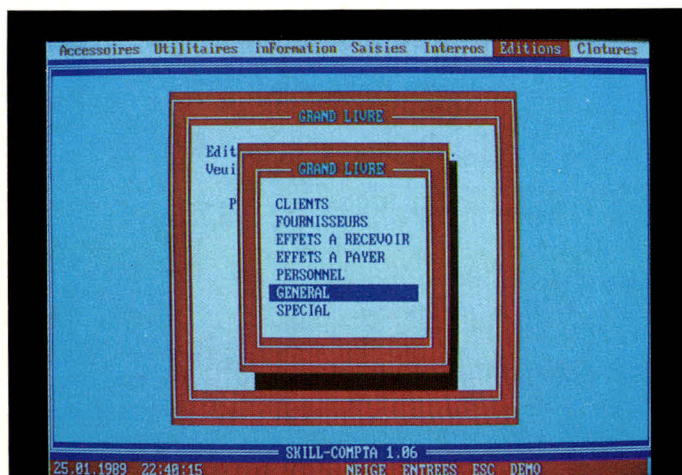 Accessoires Utilitaires inFormation Saisies Interros Editions Clotures
GRAND LIVRE
Edit
Veui
P
GRAND LIVRE
CLIENTS
FOURNISSEURS
EFFETS A RECEVOIR
EFFETS A PAYER
PERSONNEL
GENERAL
SPECIAL
SKILL-COMPTA 1.06
25.01.1989 22:40:15 NEIGE ENTREES ESC DEMO